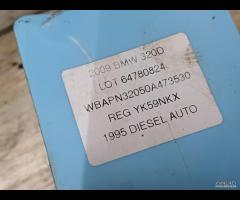 2009 BMW 320D
LOT 64780824
WBAPN32050A473530
REG YK59NKX
1995 DIESEL AUTO